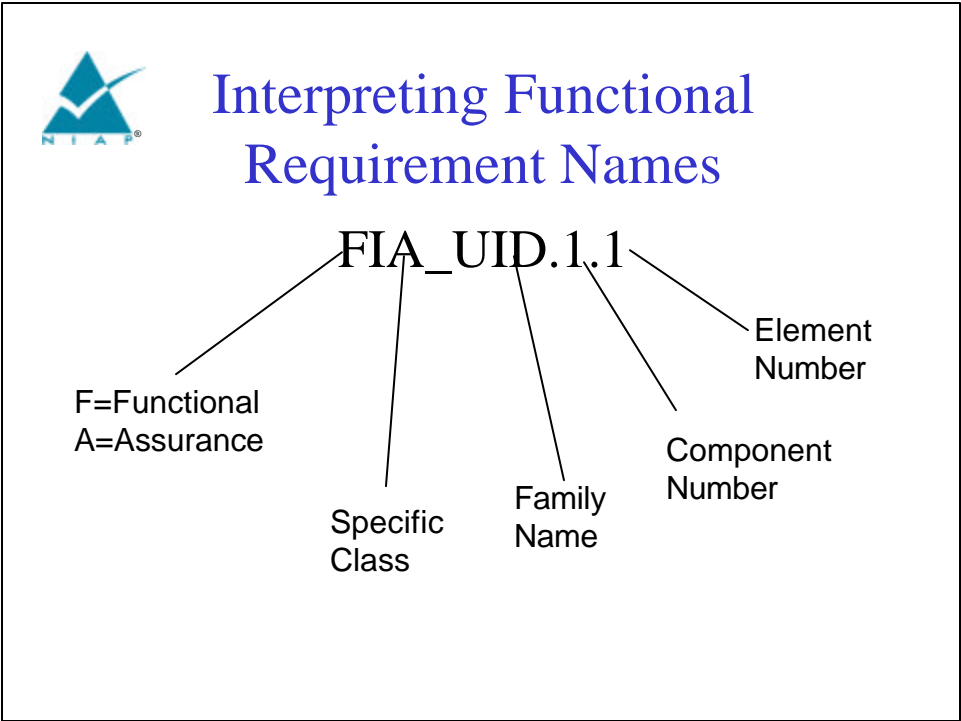 NIAP®
Interpreting Functional
Requirement Names
FIA_UID.1.1
Element
Number
F=Functional
A=Assurance
Component
Number
Family
Name
Specific
Class